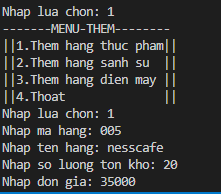 Nhap lua chon: 1
-------MENU-THEM--------
||1.Them hang thuc pham||
||2.Them hang sanh su  ||
||3.Them hang dien may ||
||4.Thoat              ||
Nhap lua chon: 1
Nhap ma hang: 005
Nhap ten hang: nesscafe
Nhap so luong ton kho: 20
Nhap don gia: 35000